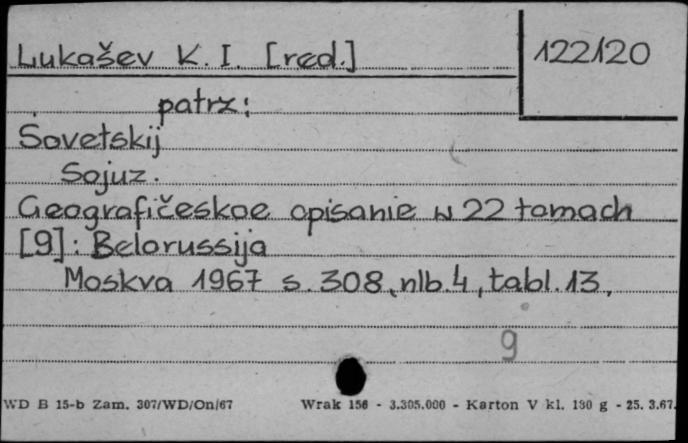 Lukašev K. I. [red.]
122120
patrz:
Sovetskij
Sojuz.
Geografičeskoe opisanie w 22 tomach
[9]: Belorussija
Moskva 1967 s. 308, nlb. 4, tabl. 13.
9
WD B 15-b Zam. 307/WD/On/67 Wrak 156 - 3.305.000 - Karton V kl. 130 g - 25. 3.67.